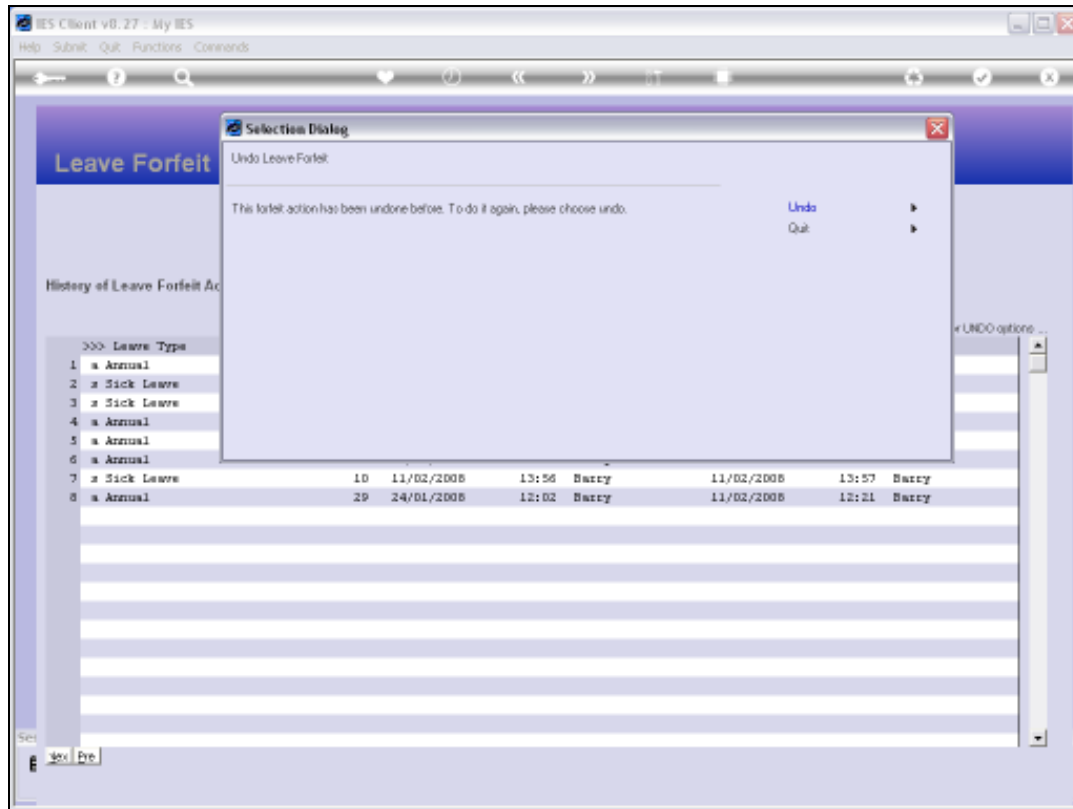 IES Client v0.27 : My IES
Help Submit Quit Functions Commands
Selection Dialog
Leave Forfeit
Undo Leave Forfeit
This forfeit action has been undone before. To do it again, please choose undo.
Undo
Quit
History of Leave Forfeit Ac
r UNDO options ...
>>> Leave Type
1 a Annual
2 s Sick Leave
3 s Sick Leave
4 a Annual
5 a Annual
6 a Annual
7 s Sick Leave 10 11/02/2008 13:56 Barry 11/02/2008 13:57 Barry
8 a Annual 29 24/01/2008 12:02 Barry 11/02/2008 12:21 Barry
Pre